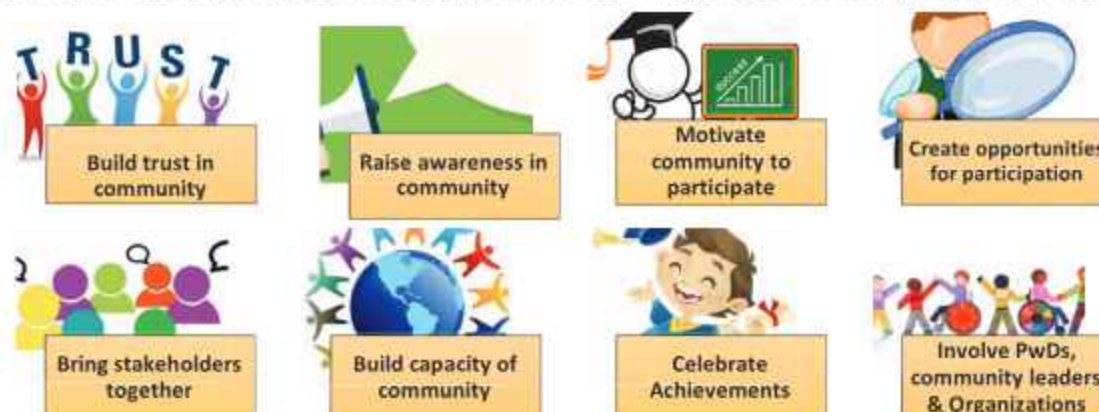 TRUST
Build trust in
community
Raise awareness in
community
success
Motivate
community to
participate
Create opportunities
for participation
Bring stakeholders
together
Build capacity of
community
Celebrate
Achievements
Involve PwDs,
community leaders
& Organizations